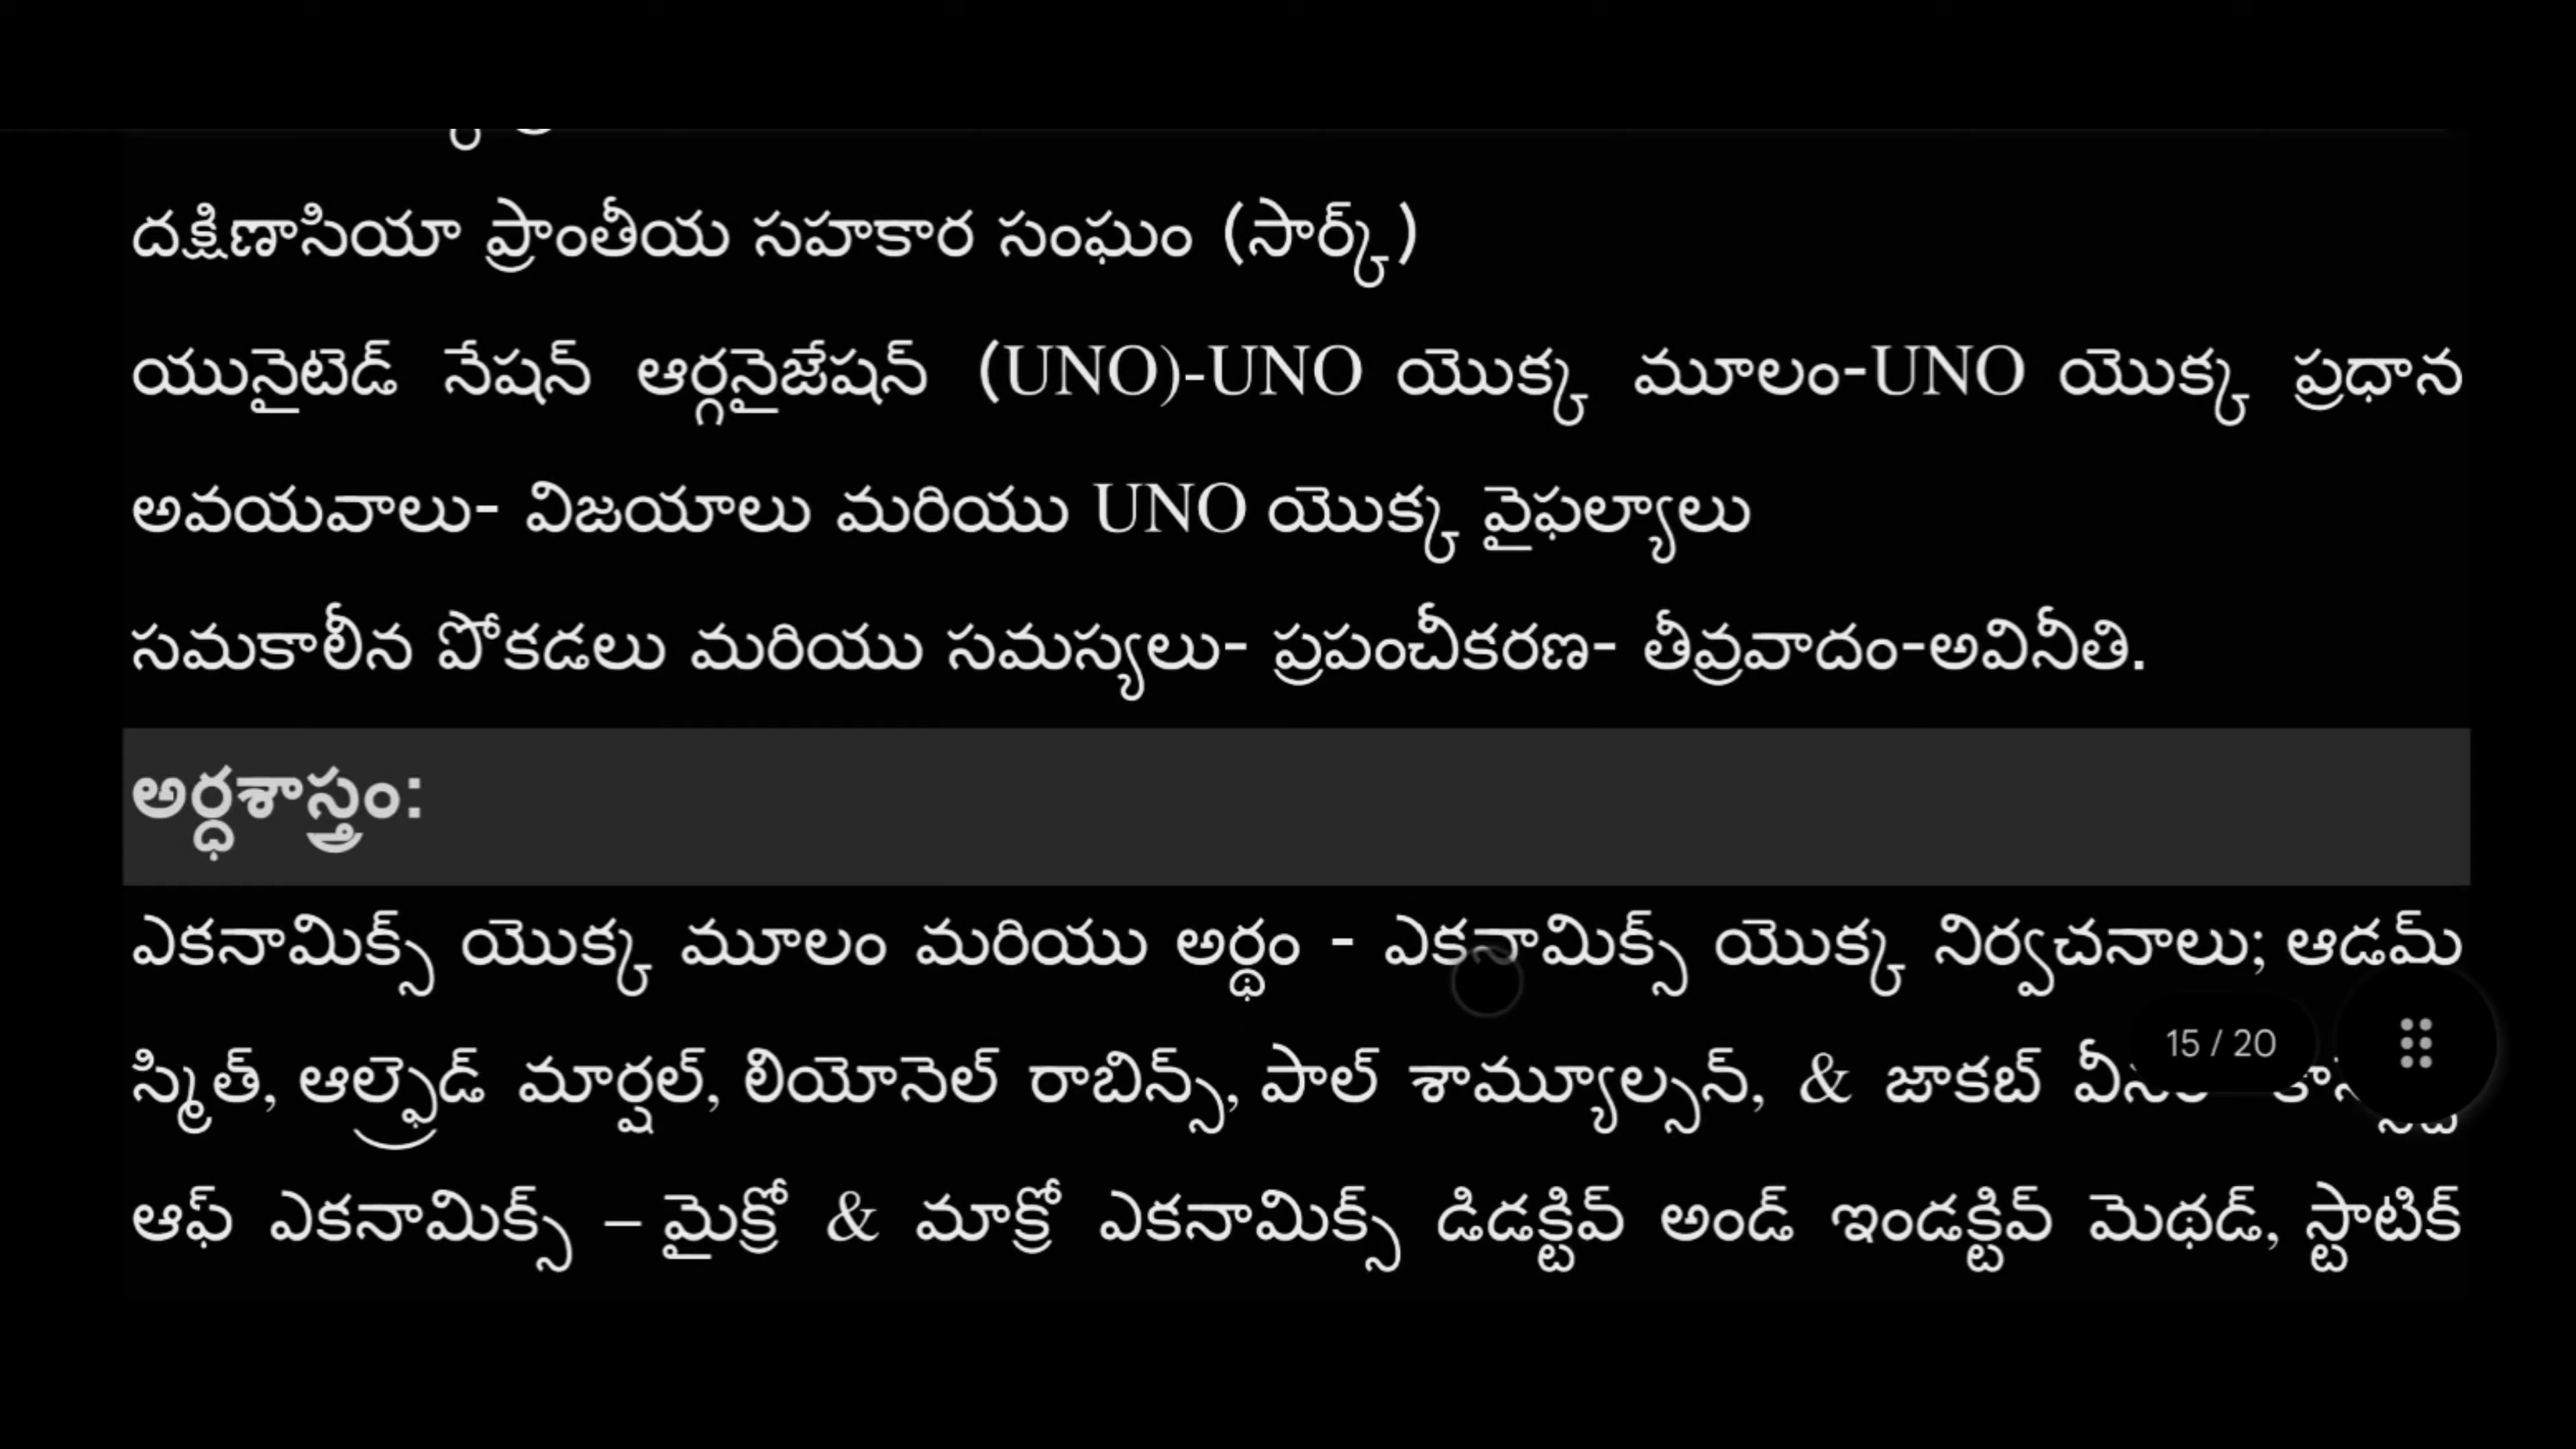 దక్షిణాసియా ప్రాంతీయ సహకార సంఘం (సార్క్)
యునైటెడ్ నేషన్ ఆర్గనైజేషన్ (UNO)-UNO యొక్క మూలం-UNO యొక్క ప్రధాన
అవయవాలు- విజయాలు మరియు UNO యొక్క వైఫల్యాలు
సమకాలీన పోకడలు మరియు సమస్యలు- ప్రపంచీకరణ- తీవ్రవాదం-అవినీతి.
అర్ధశాస్త్రం:
ఎకనామిక్స్ యొక్క మూలం మరియు అర్థం - ఎకనామిక్స్ యొక్క నిర్వచనాలు; ఆడమ్
స్మిత్, ఆల్ఫ్రెడ్ మార్షల్, లియోనెల్ రాబిన్స్, పాల్ శామ్యూల్సన్, & జాకబ్
15 / 20
ఆఫ్ ఎకనామిక్స్ – మైక్రో & మాక్రో ఎకనామిక్స్ డిడక్టివ్ అండ్ ఇండక్టివ్ మెథడ్, స్టాటిక్